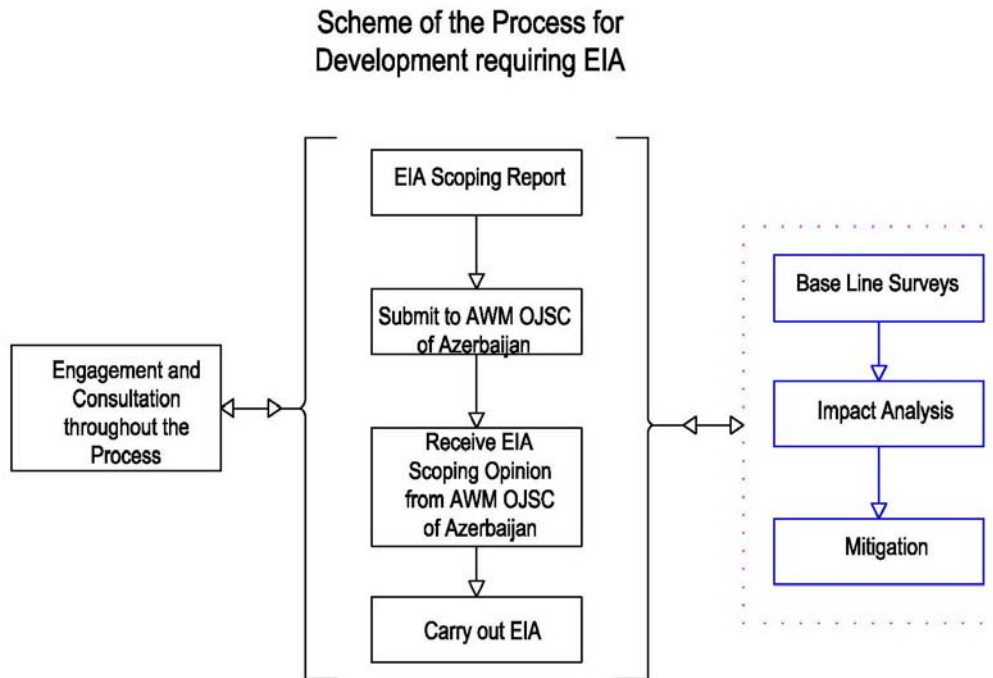 Scheme of the Process for
Development requiring EIA
EIA Scoping Report
Submit to AWM OJSC
of Azerbaijan
Receive EIA
Scoping Opinion
from AWM OJSC
of Azerbaijan
Carry out EIA
Engagement and
Consultation
throughout the
Process
Base Line Surveys
Impact Analysis
Mitigation